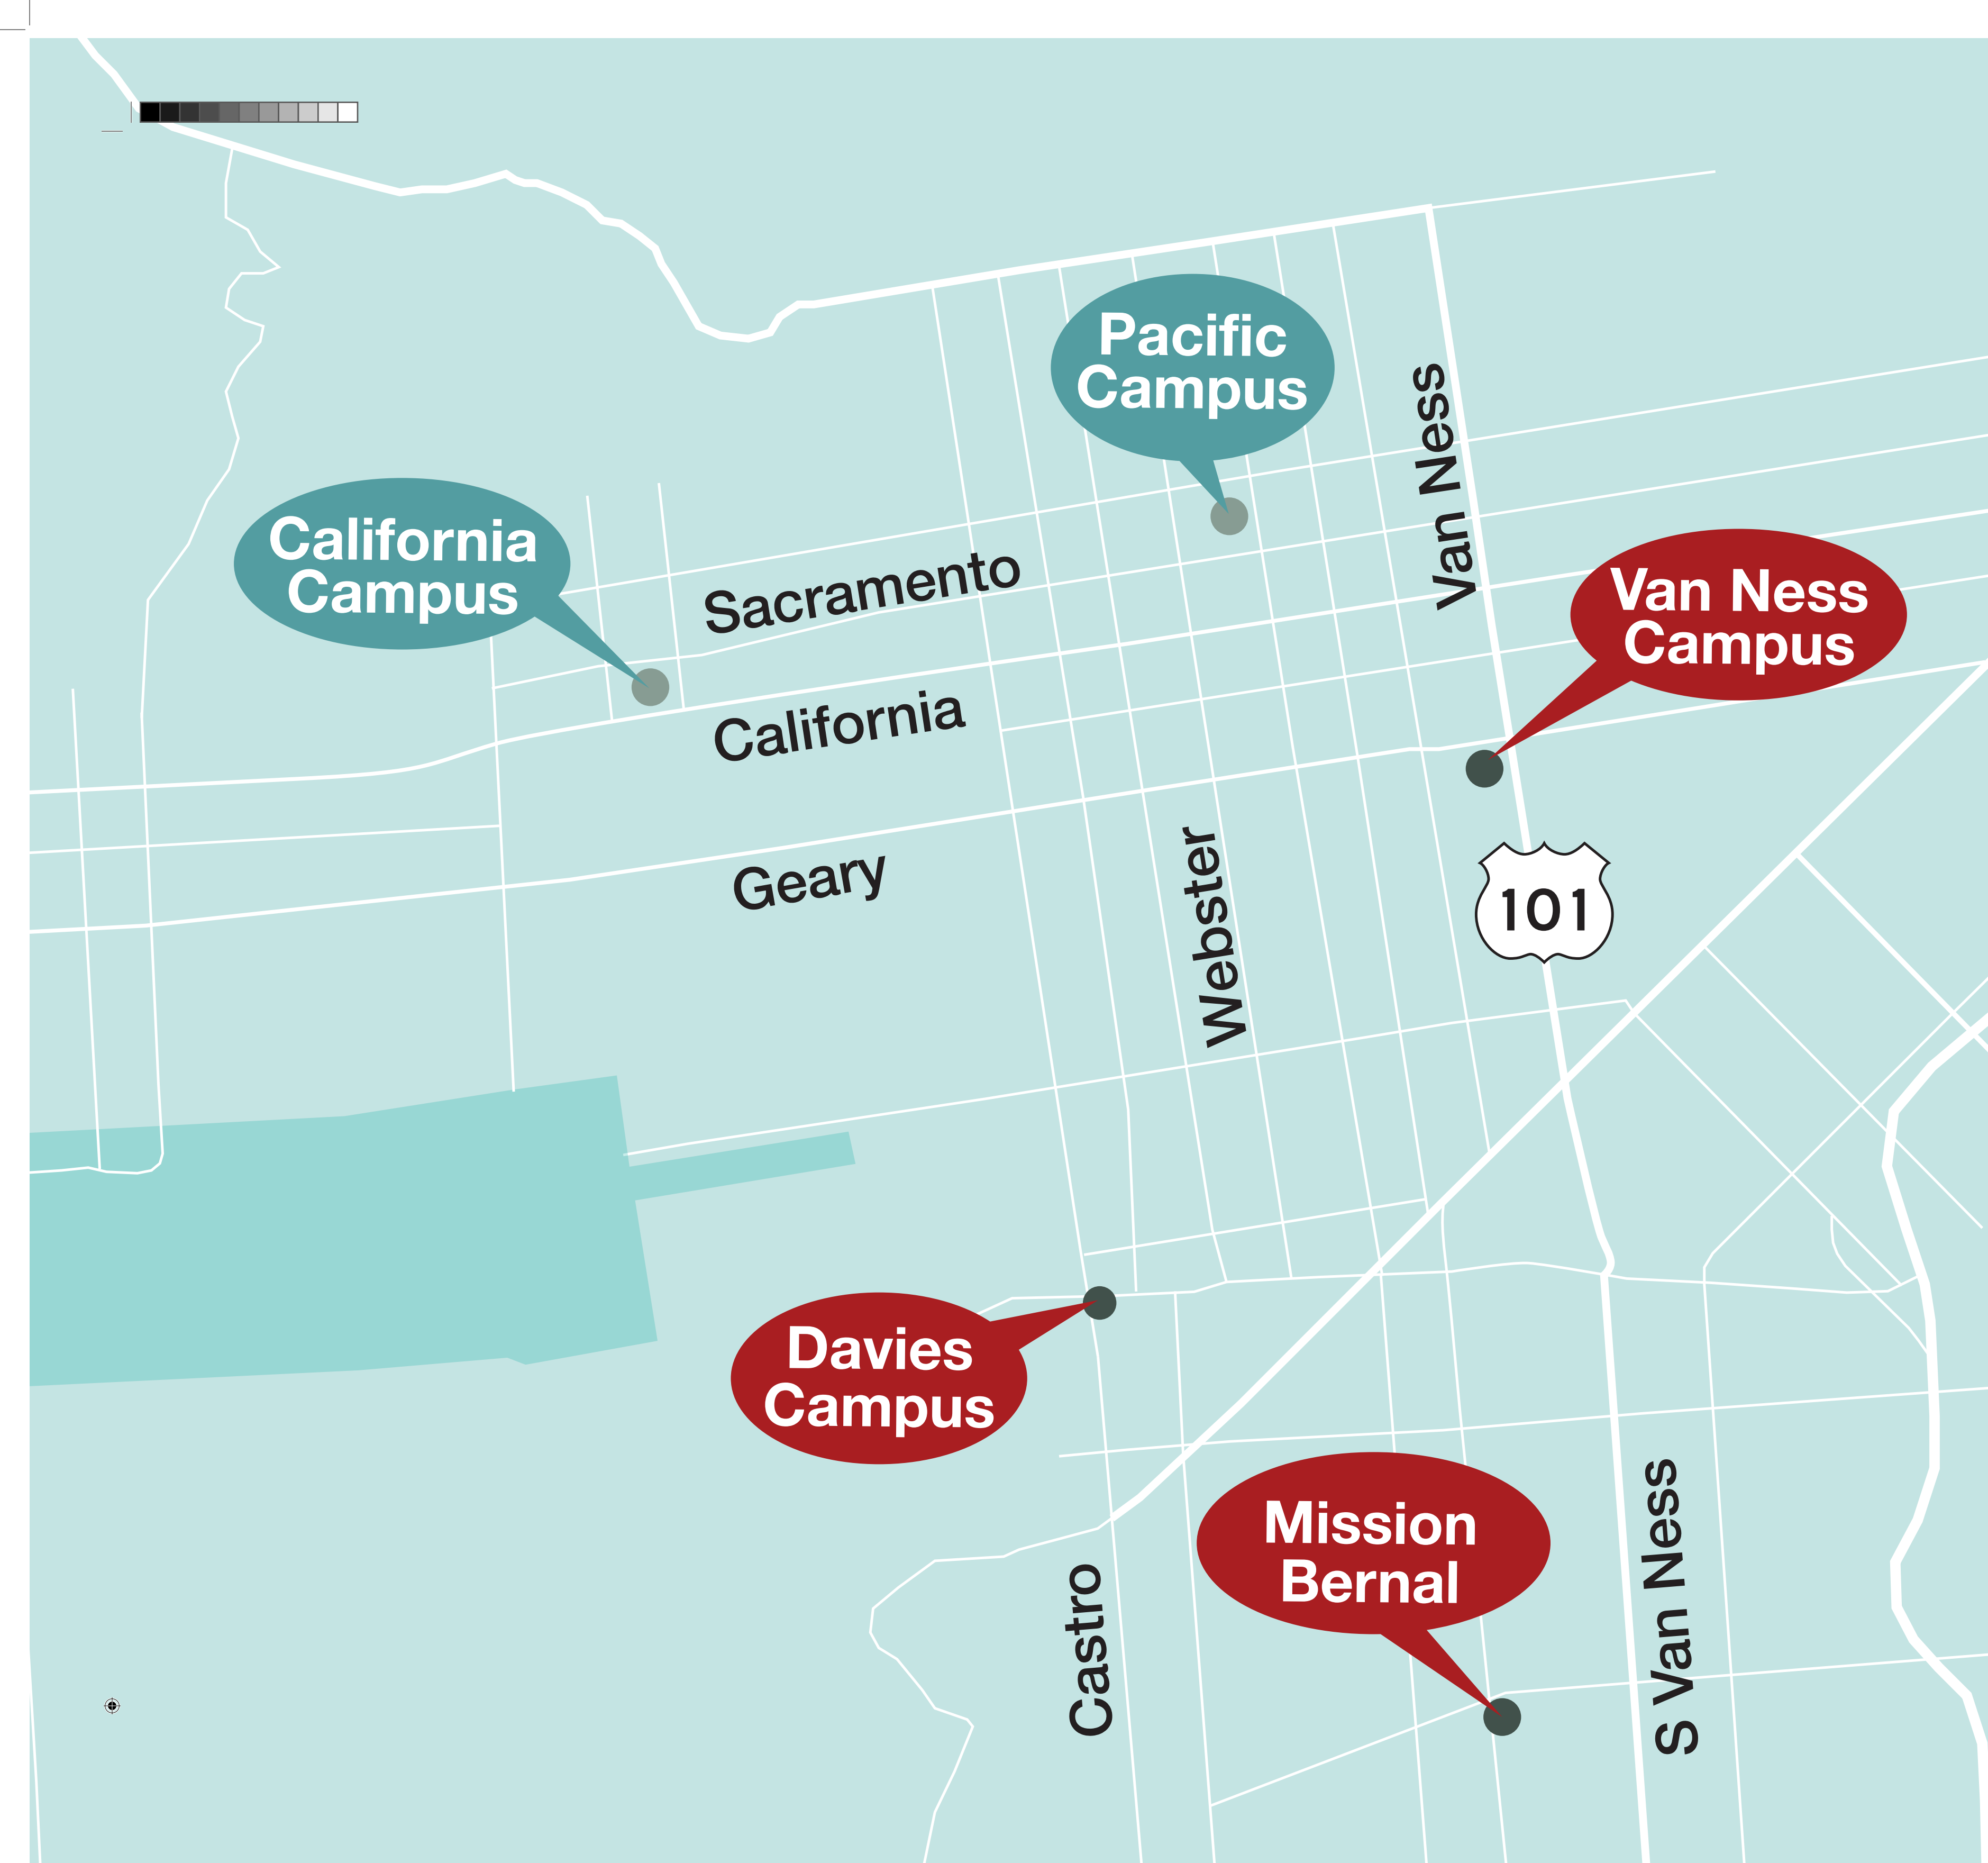 Pacific
Campus
Van Ness
California
Campus
Sacramento
Van Ness
Campus
California
Geary
Webster
101
Davies
Campus
Mission
Bernal
Castro
S Van Ness